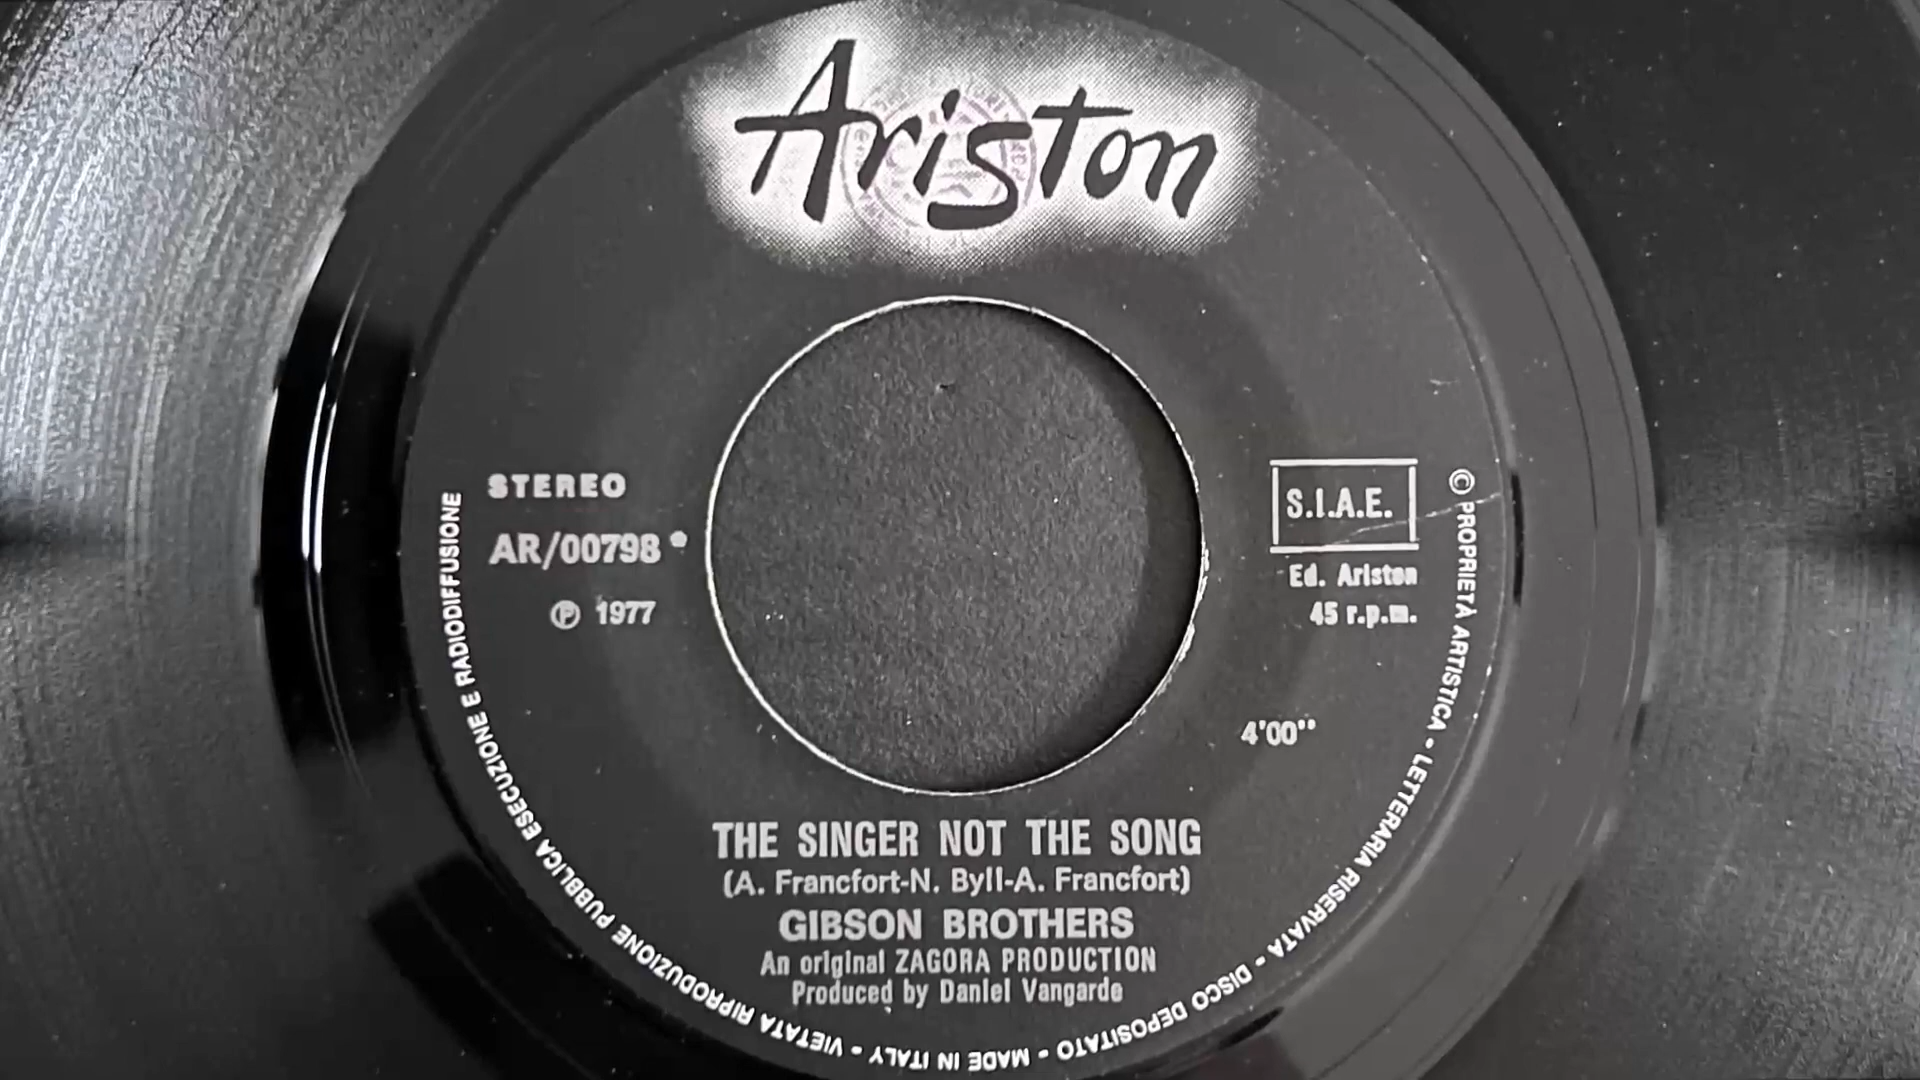 Ariston
STEREO
AR/00798 *
℗ 1977
S.I.A.E.
Ed. Ariston
45 r.p.m.
4'00''
THE SINGER NOT THE SONG
(A. Francfort-N. Byll-A. Francfort)
GIBSON BROTHERS
An original ZAGORA PRODUCTION
Produced by Daniel Vangarde
© PROPRIETÀ ARTISTICA - LETTERARIA RISERVATA - DISCO DEPOSITATO - MADE IN ITALY - VIETATA RIPRODUZIONE PUBBLICA ESECUZIONE E RADIODIFFUSIONE